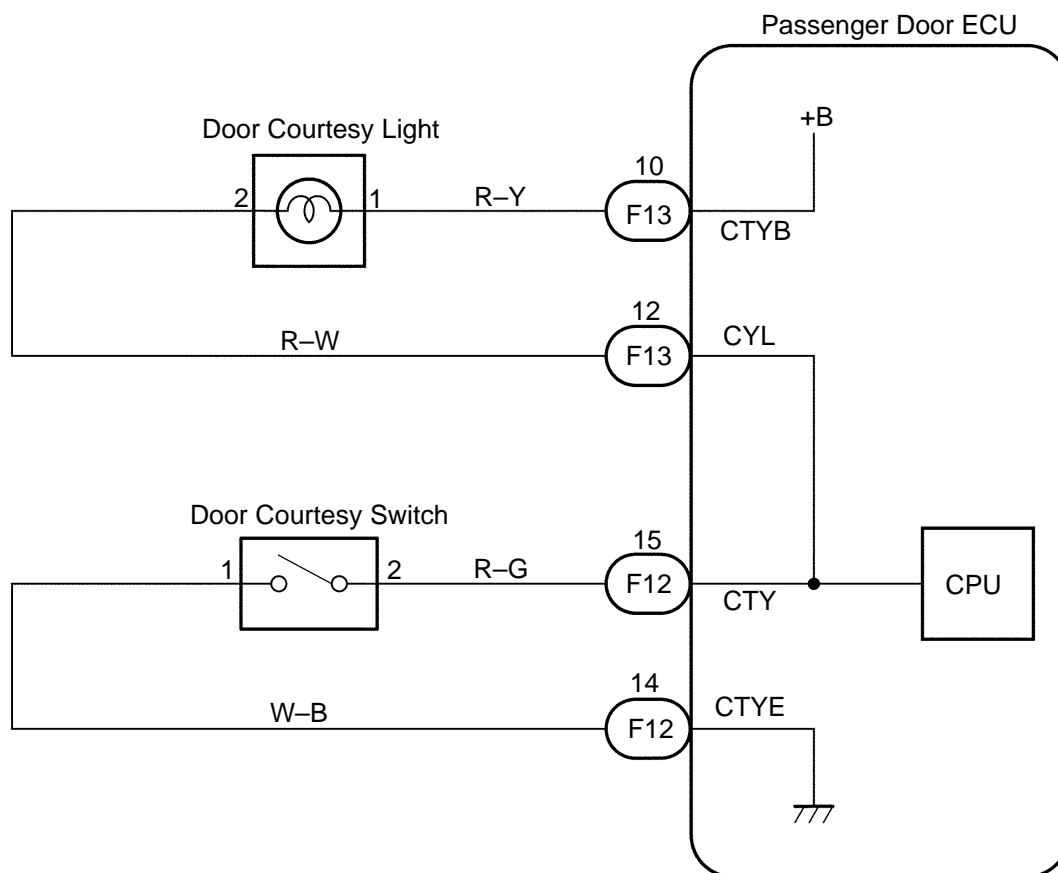 Passenger Door ECU
+B
Door Courtesy Light
2
1
R–Y
10
F13
CTYB
R–W
12
F13
CYL
Door Courtesy Switch
1
2
R–G
15
F12
CTY
CPU
W–B
14
F12
CTYE